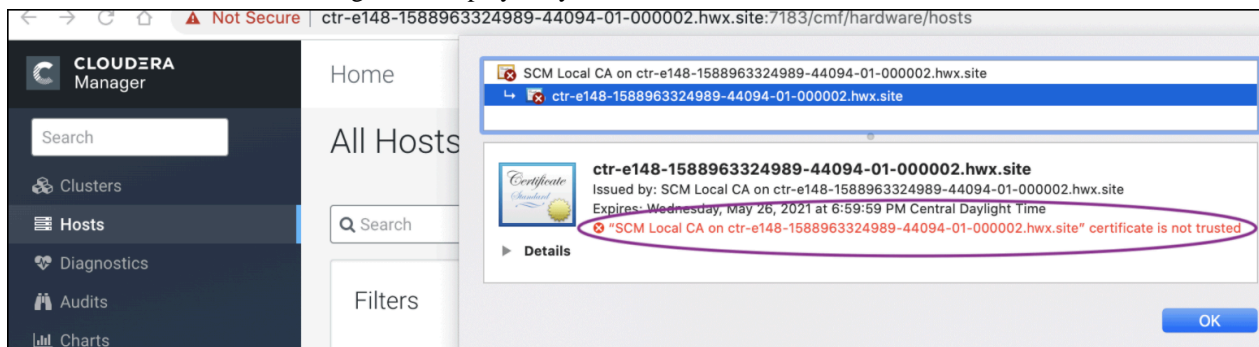 Not Secure ctr-e148-1588963324989-44094-01-000002.hwx.site:7183/cmf/hardware/hosts
CLOUDERA
Manager
Search
Clusters
Hosts
Diagnostics
Audits
Charts
Home
All Hosts
Search
Filters
SCM Local CA on ctr-e148-1588963324989-44094-01-000002.hwx.site
ctr-e148-1588963324989-44094-01-000002.hwx.site
Certificate
Standard
ctr-e148-1588963324989-44094-01-000002.hwx.site
Issued by: SCM Local CA on ctr-e148-1588963324989-44094-01-000002.hwx.site
Expires: Wednesday, May 26, 2021 at 6:59:59 PM Central Daylight Time
"SCM Local CA on ctr-e148-1588963324989-44094-01-000002.hwx.site" certificate is not trusted
Details
OK